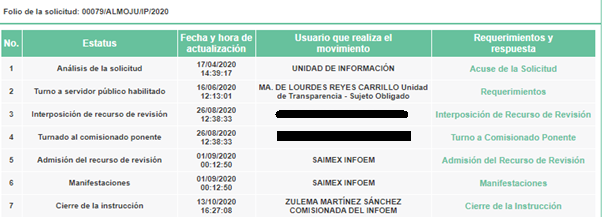 Folio de la solicitud: 00079/ALMOJU/IP/2020
No. Estatus Fecha y hora de actualización Usuario que realiza el movimiento Requerimientos y respuesta
1 Análisis de la solicitud 17/04/2020 14:39:17 UNIDAD DE INFORMACIÓN Acuse de la Solicitud
2 Turno a servidor público habilitado 16/06/2020 12:13:01 MA. DE LOURDES REYES CARRILLO Unidad de Transparencia - Sujeto Obligado Requerimientos
3 Interposición de recurso de revisión 26/08/2020 12:38:33 Interposición de Recurso de Revisión
4 Turnado al comisionado ponente 26/08/2020 12:38:33 Turno a Comisionado Ponente
5 Admisión del recurso de revisión 01/09/2020 00:12:50 SAIMEX INFOEM Admisión del Recurso de Revisión
6 Manifestaciones 01/09/2020 00:12:50 SAIMEX INFOEM Manifestaciones
7 Cierre de la instrucción 13/10/2020 16:27:08 ZULEMA MARTÍNEZ SÁNCHEZ COMISIONADA DEL INFOEM Cierre de la Instrucción